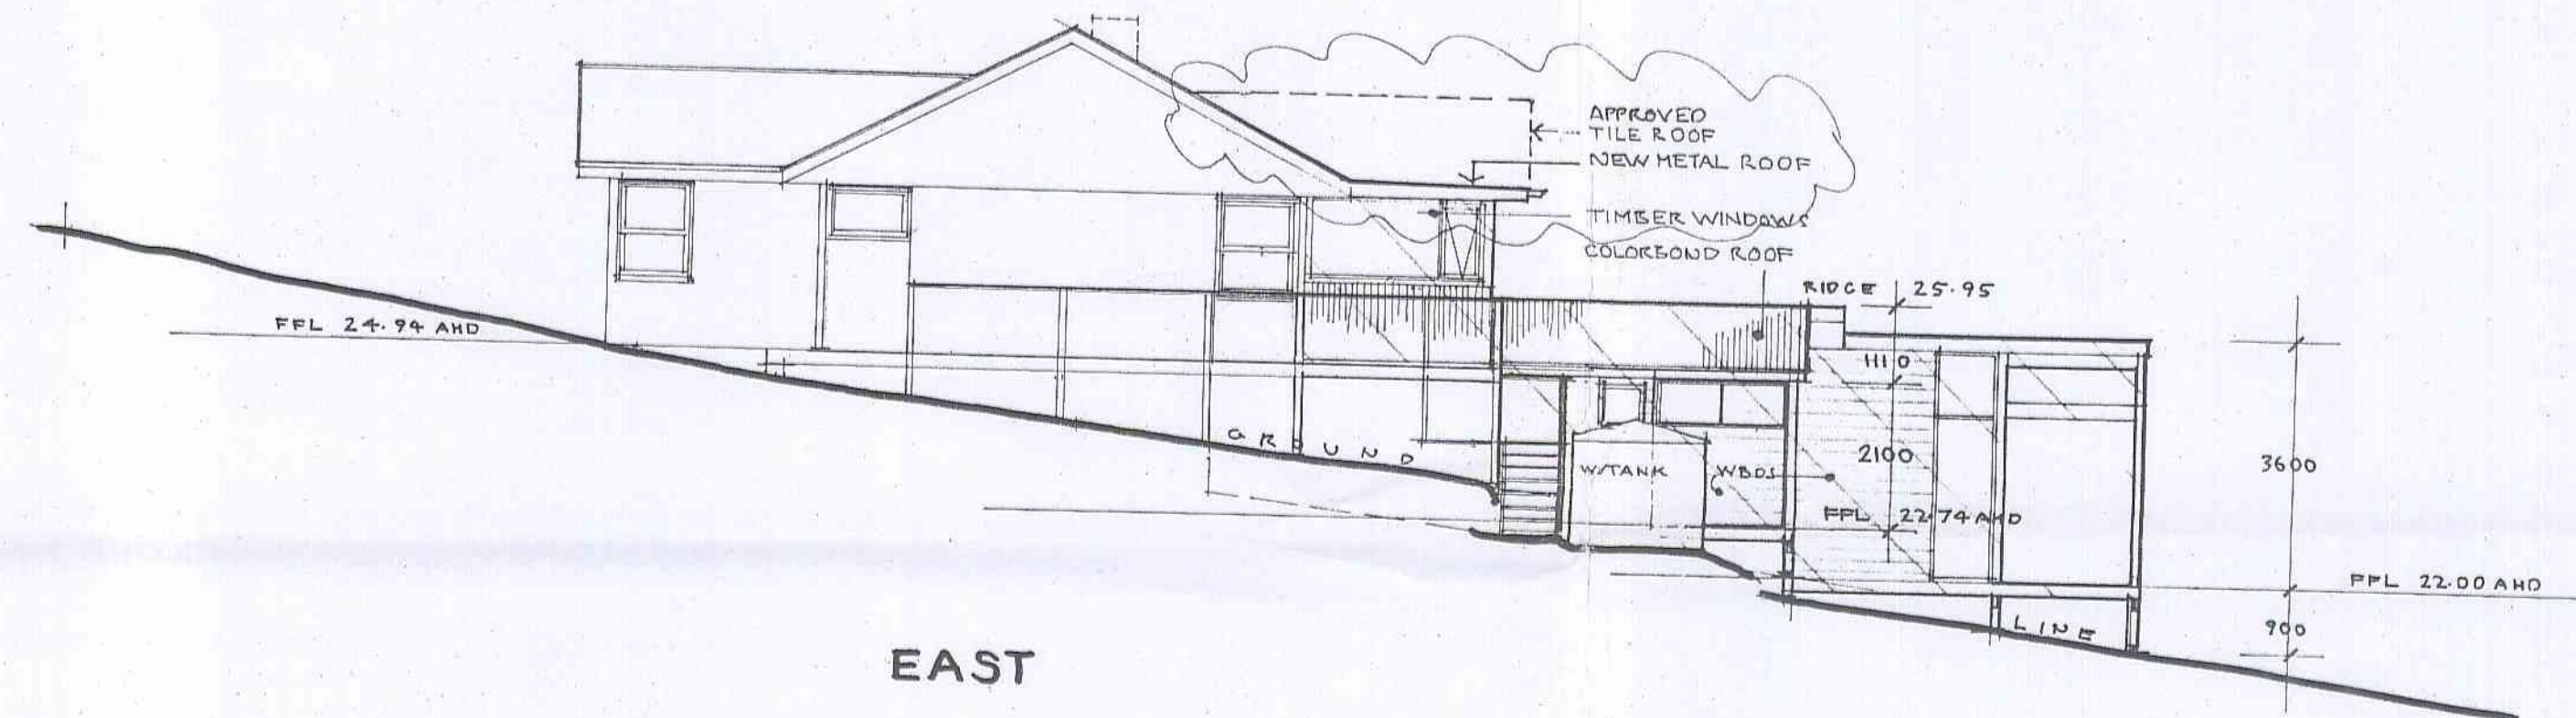 APPROVED
TILE ROOF
NEW METAL ROOF
TIMBER WINDOWS
COLORBOND ROOF
RIDGE 25.95
FFL 24.94 AHD
1110
GROUND
W/TANK
WBDS
2100
3600
FFL 22.74 AHD
FFL 22.00 AHD
LINE
900
EAST